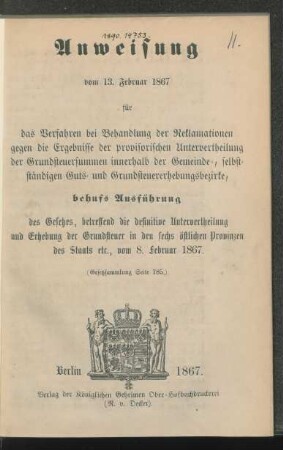 1890. 18753
11.
Anweisung
vom 13. Februar 1867
für
das Verfahren bei Behandlung der Reklamationen
gegen die Ergebnisse der provisorischen Untervertheilung
der Grundsteuersummen innerhalb der Gemeinde-, selbst-
ständigen Guts- und Grundsteuererhebungsbezirke,
behufs Ausführung
des Gesetzes, betreffend die definitive Untervertheilung
und Erhebung der Grundsteuer in den sechs östlichen Provinzen
des Staats etc., vom 8. Februar 1867.
(Gesetzsammlung Seite 185.)
Berlin 1867.
Verlag der Königlichen Geheimen Ober-Hofbuchdruckerei
(R. v. Decker).